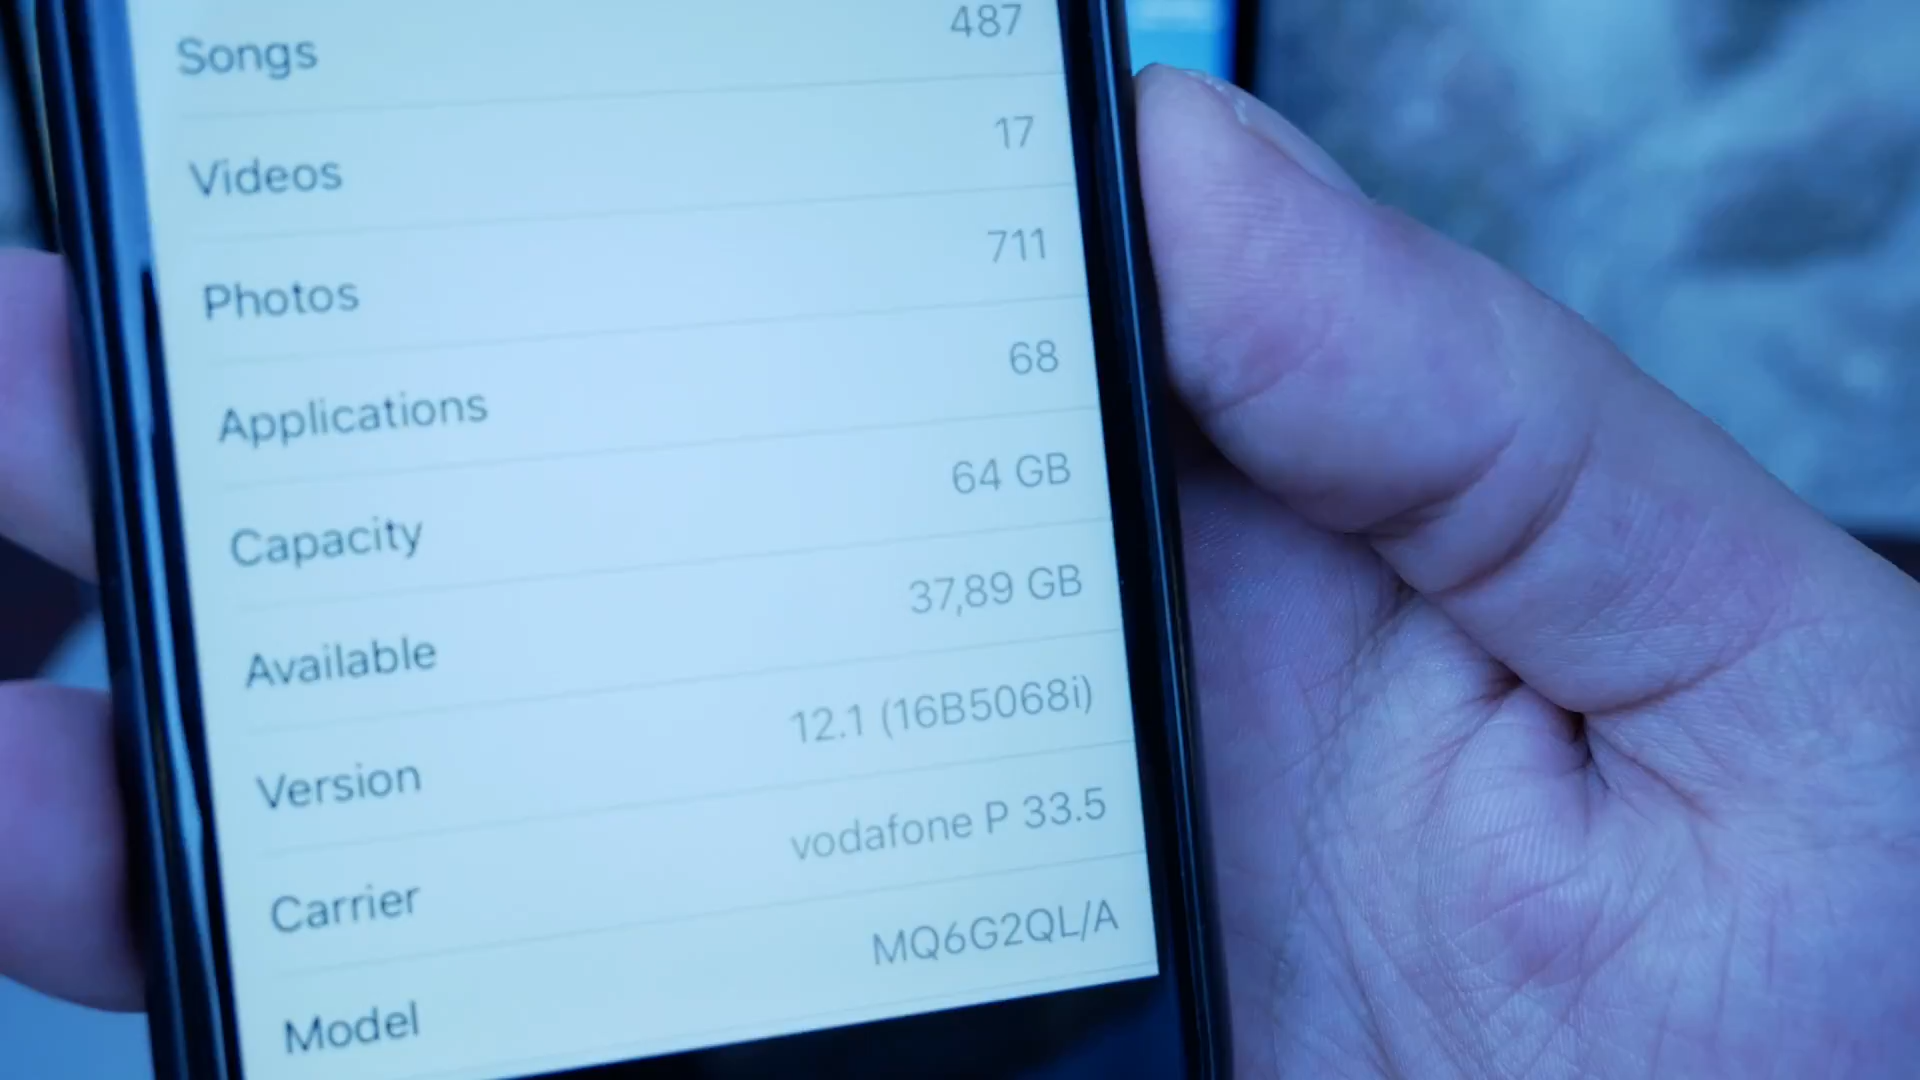 Songs 487
Videos 17
Photos 711
Applications 68
Capacity 64 GB
Available 37,89 GB
Version 12.1 (16B5068i)
Carrier vodafone P 33.5
Model MQ6G2QL/A